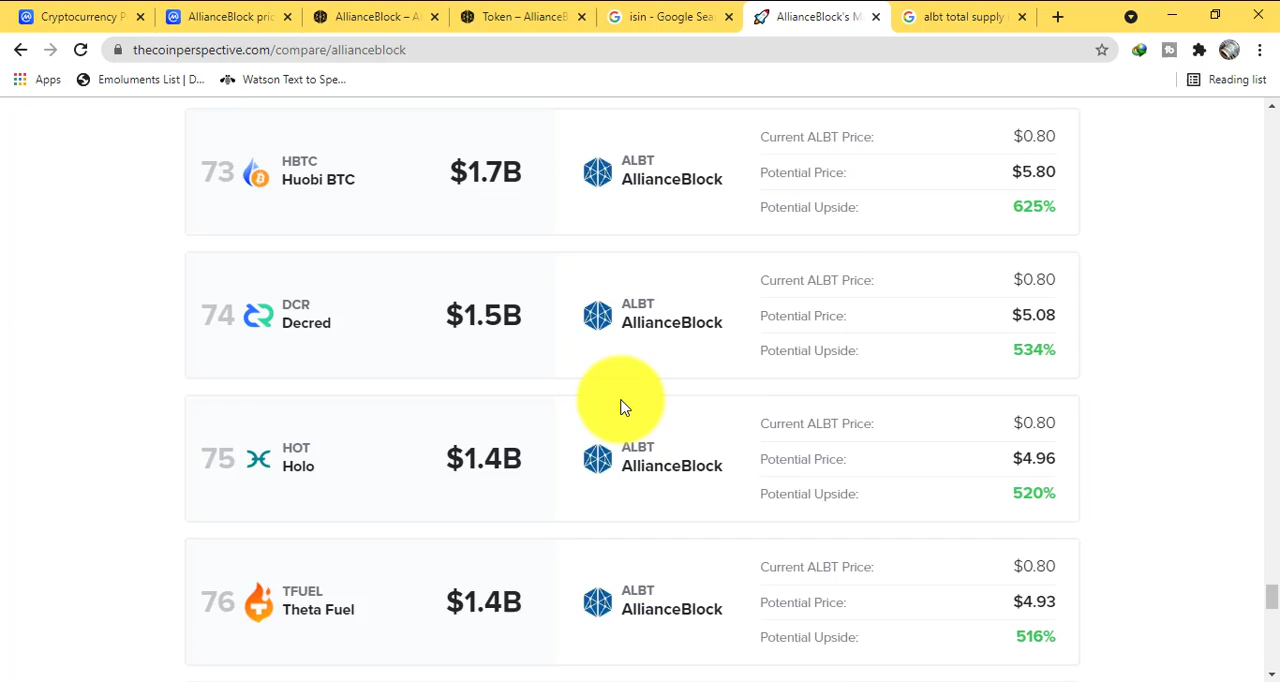 Cryptocurrency P
AllianceBlock pric
AllianceBlock – Al
Token – AllianceB
isin - Google Sea
AllianceBlock's M
albt total supply
thecoinperspective.com/compare/allianceblock
Apps
Emoluments List | D...
Watson Text to Spe...
Reading list
73
HBTC
Huobi BTC
$1.7B
ALBT
AllianceBlock
Current ALBT Price:
$0.80
Potential Price:
$5.80
Potential Upside:
625%
74
DCR
Decred
$1.5B
ALBT
AllianceBlock
Current ALBT Price:
$0.80
Potential Price:
$5.08
Potential Upside:
534%
75
HOT
Holo
$1.4B
ALBT
AllianceBlock
Current ALBT Price:
$0.80
Potential Price:
$4.96
Potential Upside:
520%
76
TFUEL
Theta Fuel
$1.4B
ALBT
AllianceBlock
Current ALBT Price:
$0.80
Potential Price:
$4.93
Potential Upside:
516%